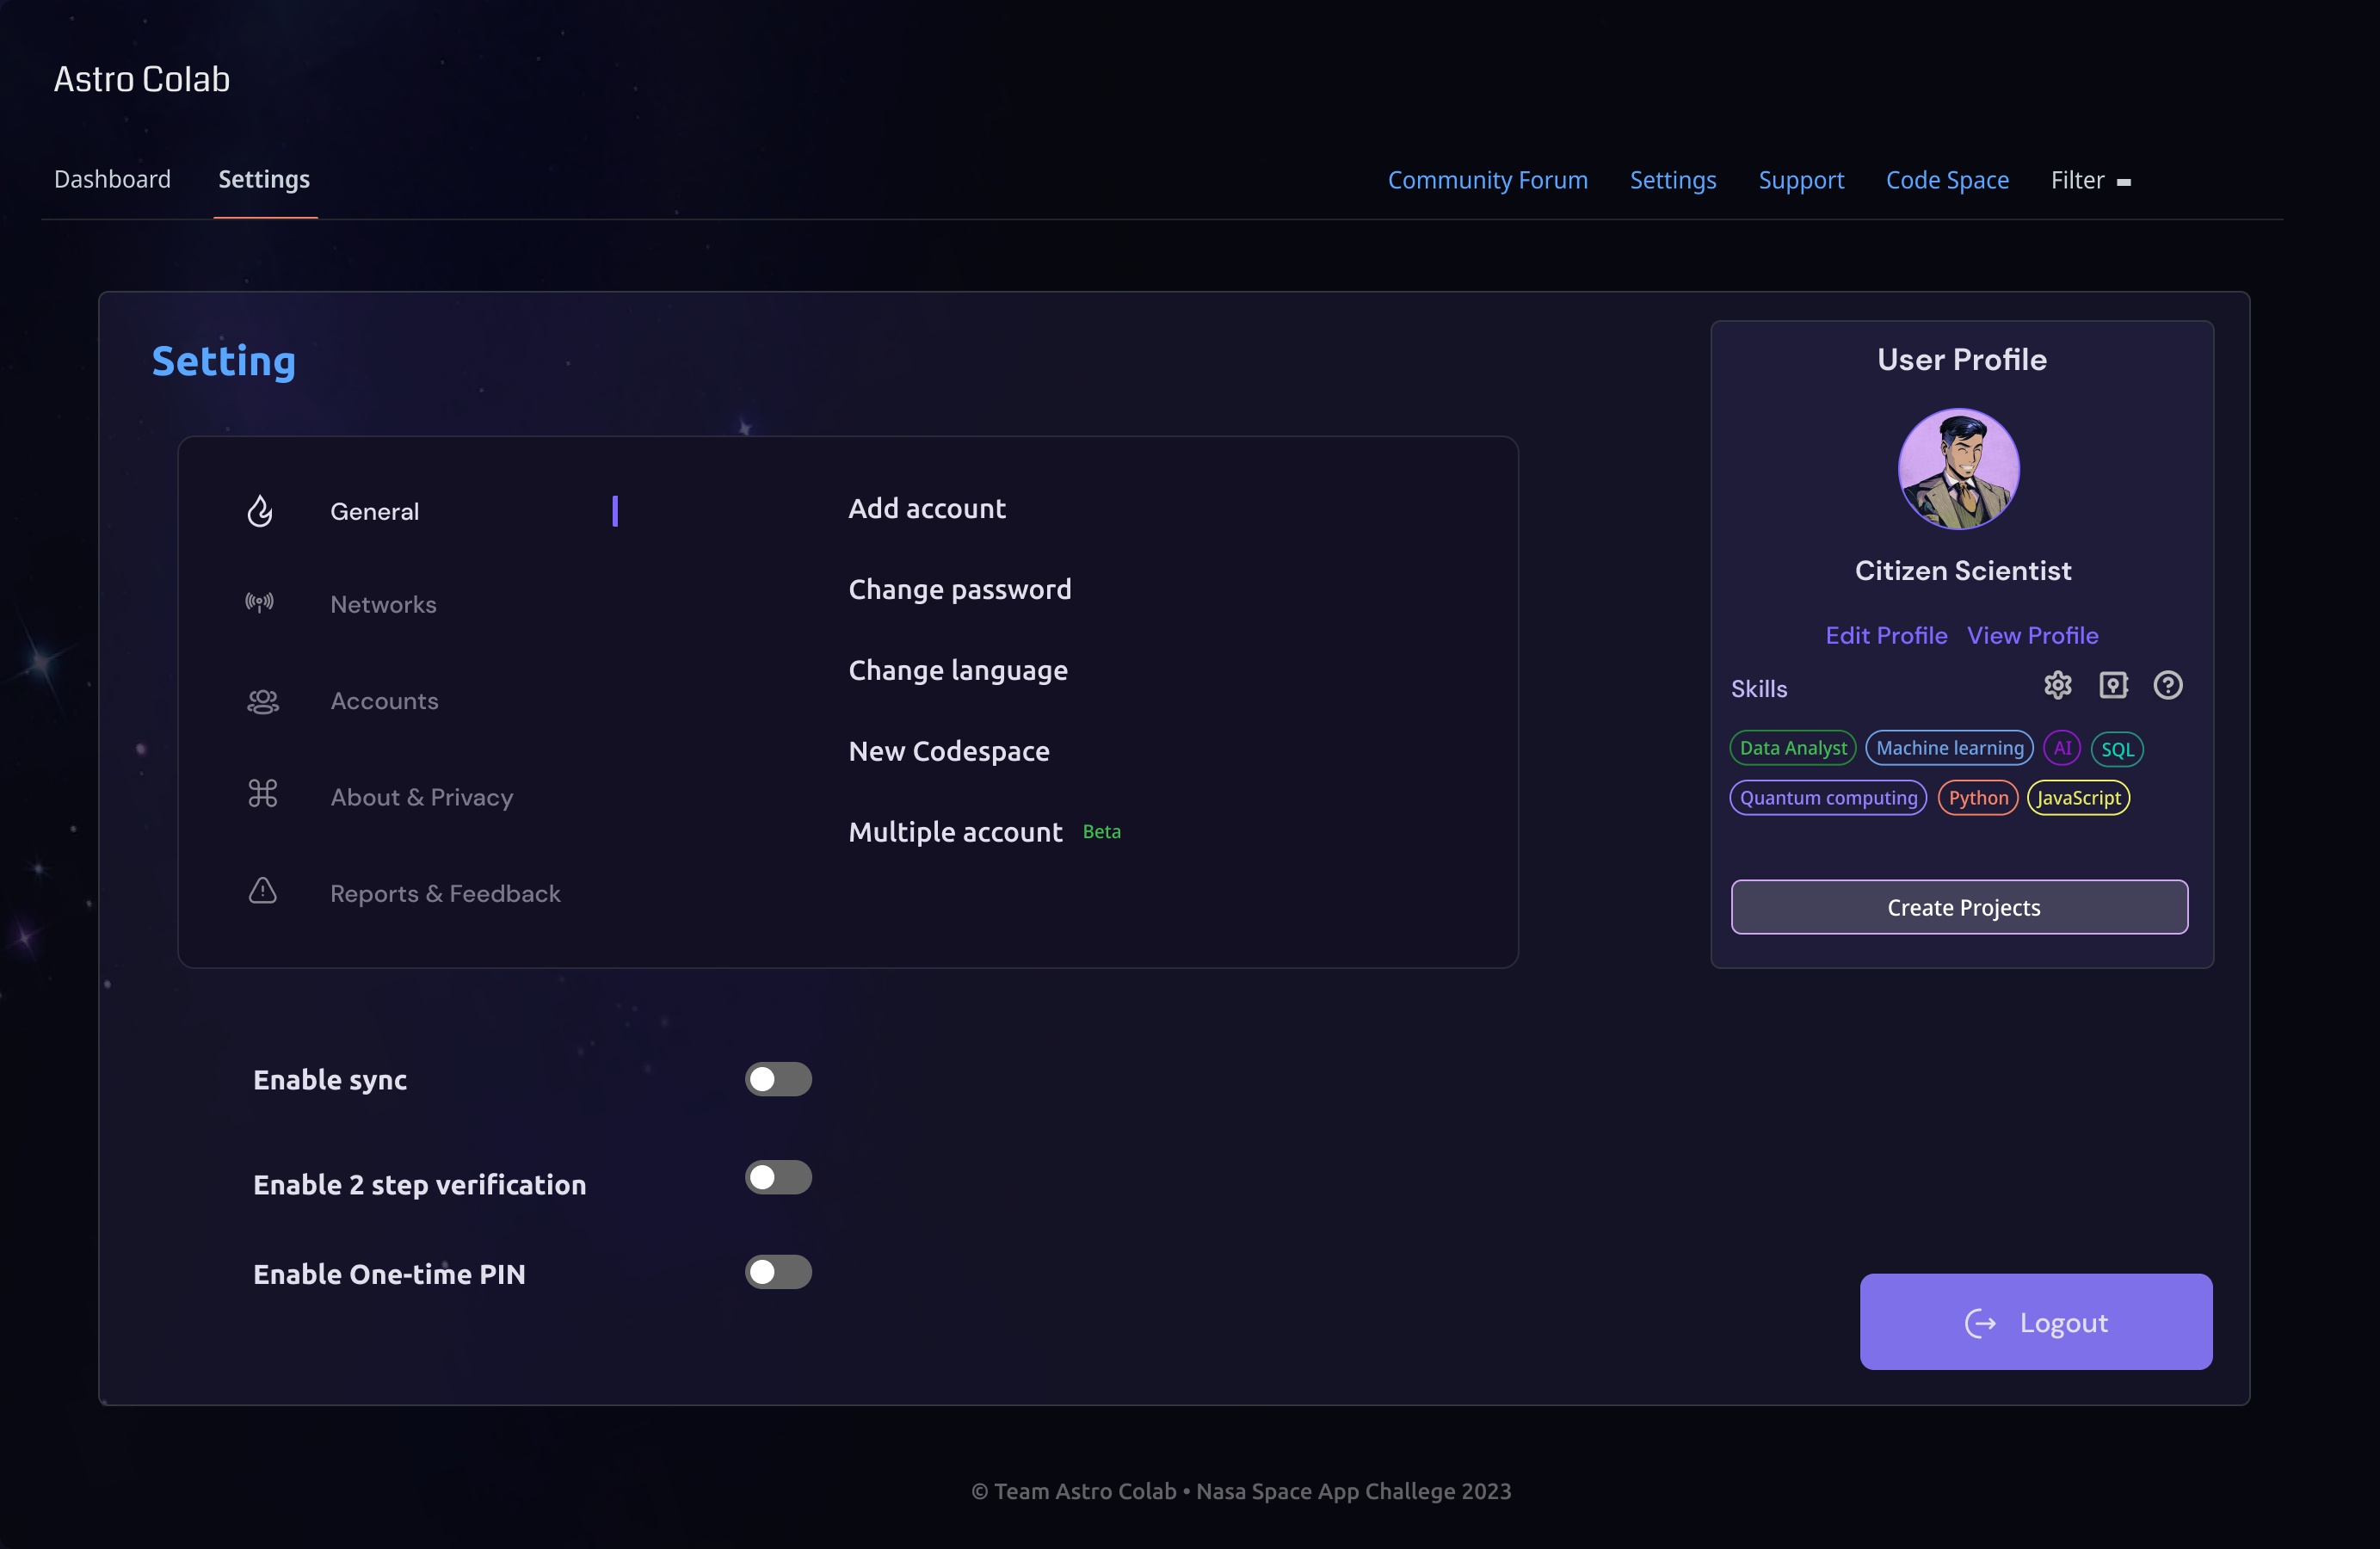 Astro Colab
Dashboard Settings Community Forum Settings Support Code Space Filter
Setting
General
Networks
Accounts
About & Privacy
Reports & Feedback
Add account
Change password
Change language
New Codespace
Multiple account Beta
User Profile
Citizen Scientist
Edit Profile View Profile
Skills
Data Analyst Machine learning AI SQL
Quantum computing Python JavaScript
Create Projects
Enable sync
Enable 2 step verification
Enable One-time PIN
Logout
© Team Astro Colab • Nasa Space App Challege 2023